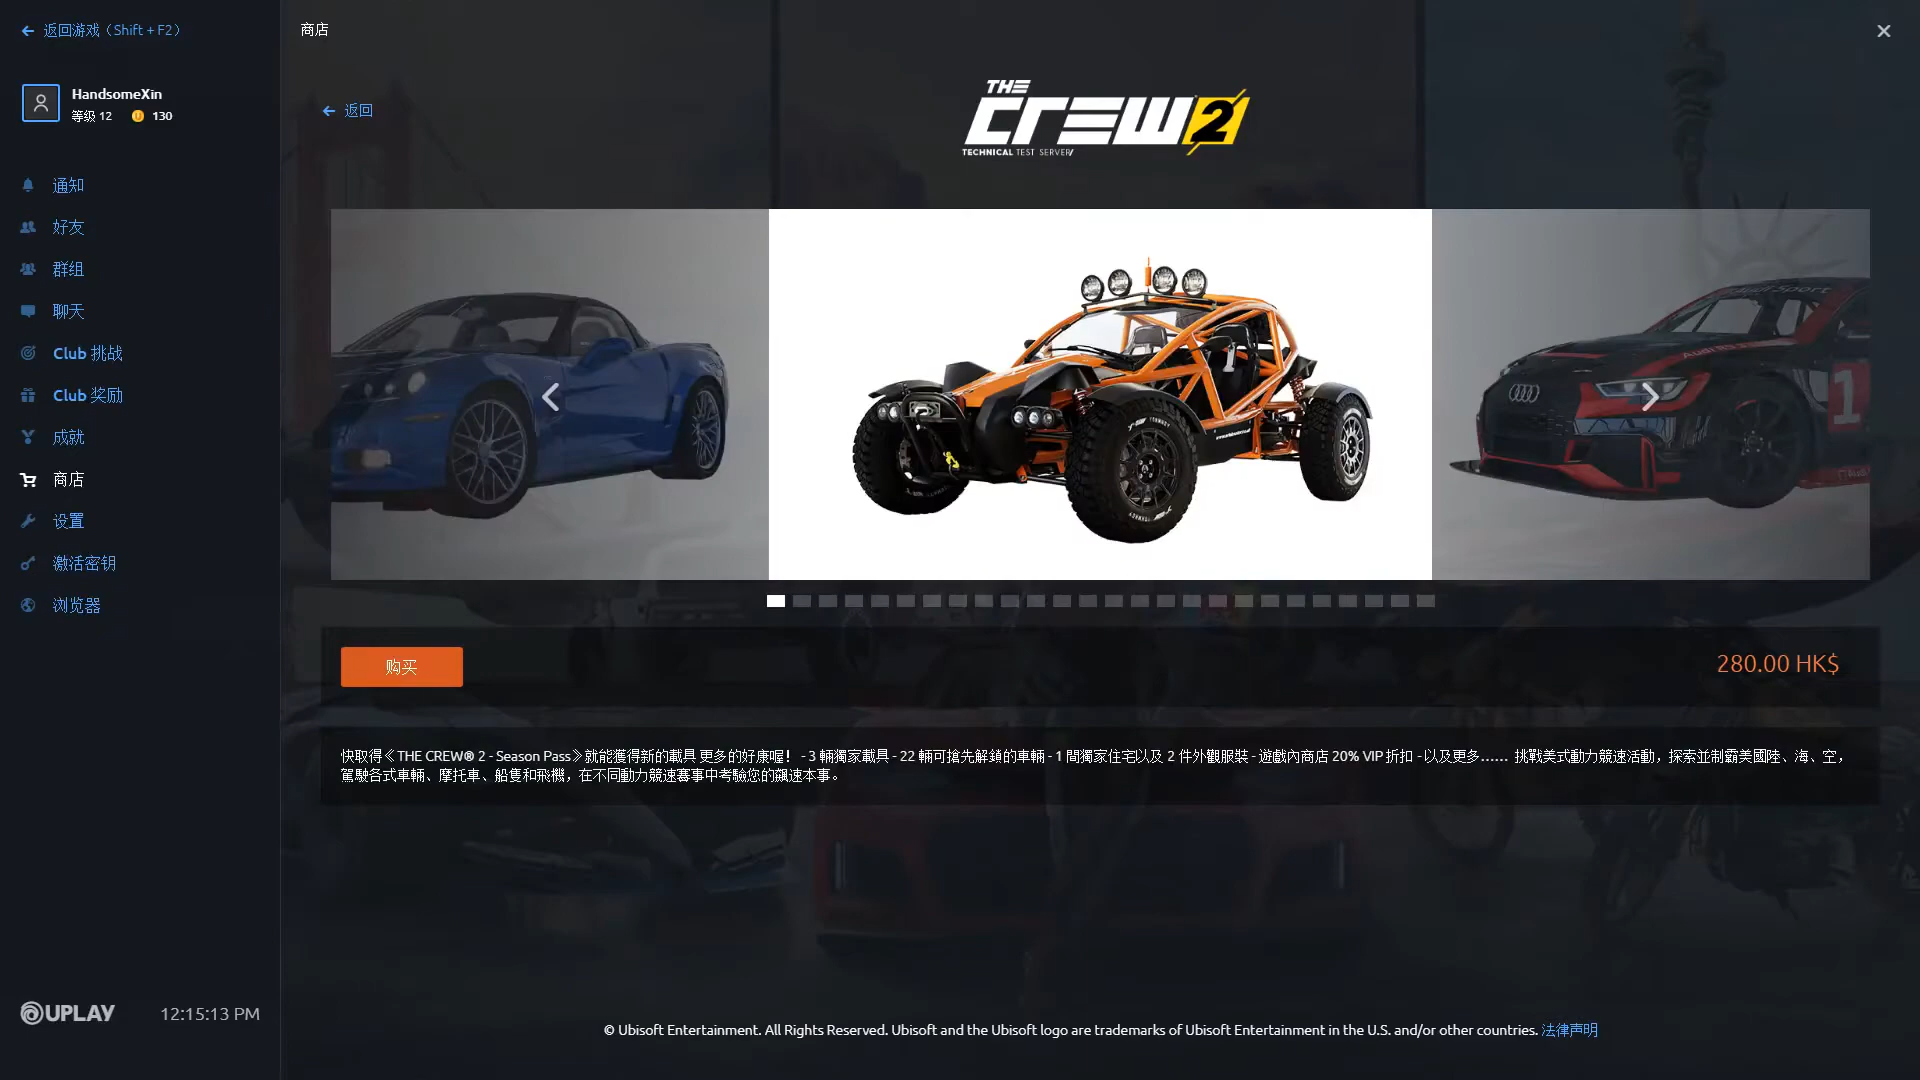 返回游戏（Shift + F2）
HandsomeXin
等级 12 130
通知
好友
群组
聊天
Club 挑战
Club 奖励
成就
商店
设置
激活密钥
浏览器
UPLAY 12:15:13 PM
商店
返回
THE
CREW 2
TECHNICAL TEST SERVER
购买
280.00 HK$
快取得《THE CREW® 2 - Season Pass》就能獲得新的載具 更多的好康喔！ - 3 輛獨家載具 - 22 輛可搶先解鎖的車輛 - 1 間獨家住宅以及 2 件外觀服裝 - 遊戲內商店 20% VIP 折扣 - 以及更多…… 挑戰美式動力競速活動，探索並制霸美國陸、海、空，
駕駛各式車輛、摩托車、船隻和飛機，在不同動力競速賽事中考驗您的飆速本事。
© Ubisoft Entertainment. All Rights Reserved. Ubisoft and the Ubisoft logo are trademarks of Ubisoft Entertainment in the U.S. and/or other countries. 法律声明